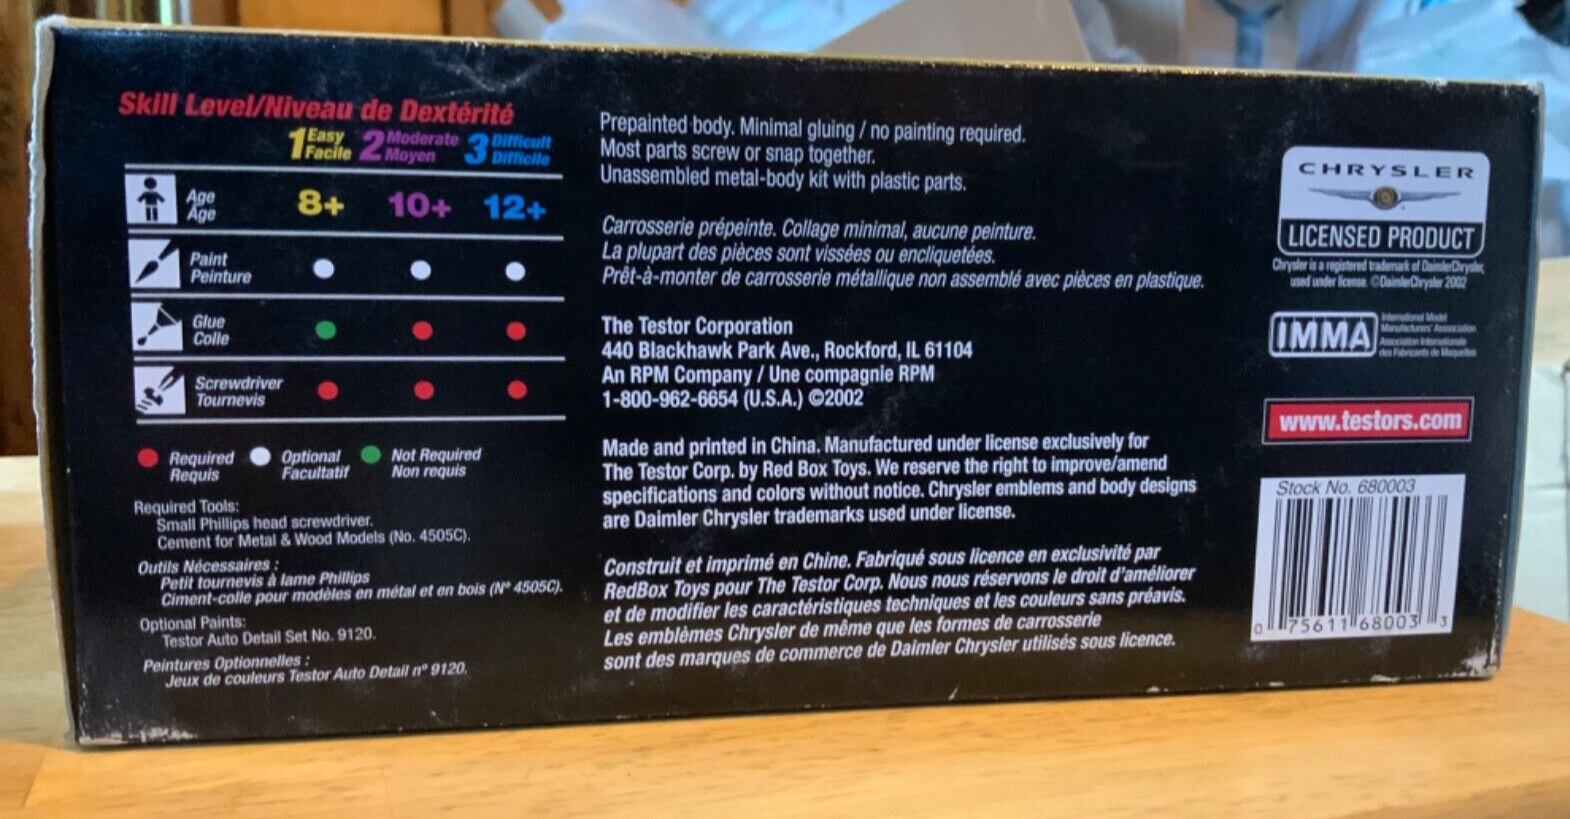 Skill Level/Niveau de Dextérité
1 Easy Facile 2 Moderate Moyen 3 Difficult Difficile
Age
Âge
8+ 10+ 12+
Paint
Peinture
Glue
Colle
Screwdriver
Tournevis
Required Optional Not Required
Requis Facultatif Non requis
Required Tools:
Small Phillips head screwdriver.
Cement for Metal & Wood Models (No. 4505C).
Outils Nécessaires :
Petit tournevis à lame Phillips
Ciment-colle pour modèles en métal et en bois (Nº 4505C).
Optional Paints:
Testor Auto Detail Set No. 9120.
Peintures Optionnelles :
Jeux de couleurs Testor Auto Detail nº 9120.
Prepainted body. Minimal gluing / no painting required.
Most parts screw or snap together.
Unassembled metal-body kit with plastic parts.
Carrosserie prépeinte. Collage minimal, aucune peinture.
La plupart des pièces sont vissées ou encliquetées.
Prêt-à-monter de carrosserie métallique non assemblé avec pièces en plastique.
The Testor Corporation
440 Blackhawk Park Ave., Rockford, IL 61104
An RPM Company / Une compagnie RPM
1-800-962-6654 (U.S.A.) ©2002
Made and printed in China. Manufactured under license exclusively for
The Testor Corp. by Red Box Toys. We reserve the right to improve/amend
specifications and colors without notice. Chrysler emblems and body designs
are Daimler Chrysler trademarks used under license.
Construit et imprimé en Chine. Fabriqué sous licence en exclusivité par
RedBox Toys pour The Testor Corp. Nous nous réservons le droit d'améliorer
et de modifier les caractéristiques techniques et les couleurs sans préavis.
Les emblèmes Chrysler de même que les formes de carrosserie
sont des marques de commerce de Daimler Chrysler utilisés sous licence.
CHRYSLER
LICENSED PRODUCT
Chrysler is a registered trademark of DaimlerChrysler,
used under license. ©DaimlerChrysler 2002
IMMA
International Model
Manufacturers' Association
Association Internationale
des Fabricants de Maquettes
www.testors.com
Stock No. 680003
0 75611 68003 3